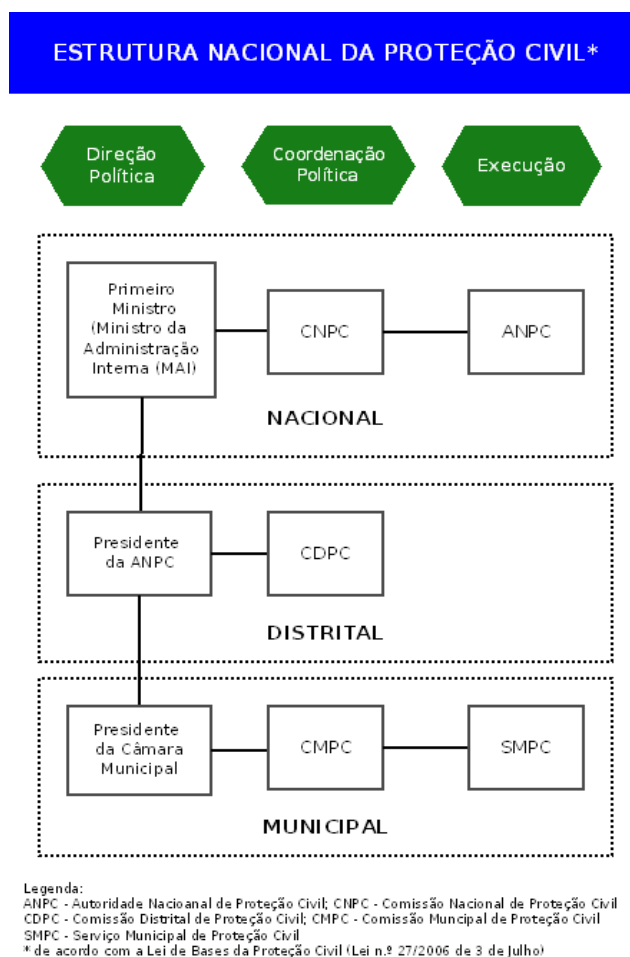 ESTRUTURA NACIONAL DA PROTEÇÃO CIVIL*
Direção
Política
Coordenação
Política
Execução
Primeiro
Ministro
(Ministro da
Administração
Interna (MAI)
CNPC
ANPC
NACIONAL
Presidente
da ANPC
CDPC
DISTRITAL
Presidente
da Câmara
Municipal
CMPC
SMPC
MUNICIPAL
Legenda:
ANPC - Autoridade Nacioanal de Proteção Civil; CNPC - Comissão Nacional de Proteção Civil
CDPC - Comissão Distrital de Proteção Civil; CMPC - Comissão Muncipal de Proteção Civil
SMPC - Serviço Municipal de Proteção Civil
* de acordo com a Lei de Bases da Proteção Civil (Lei n.º 27/2006 de 3 de Julho)